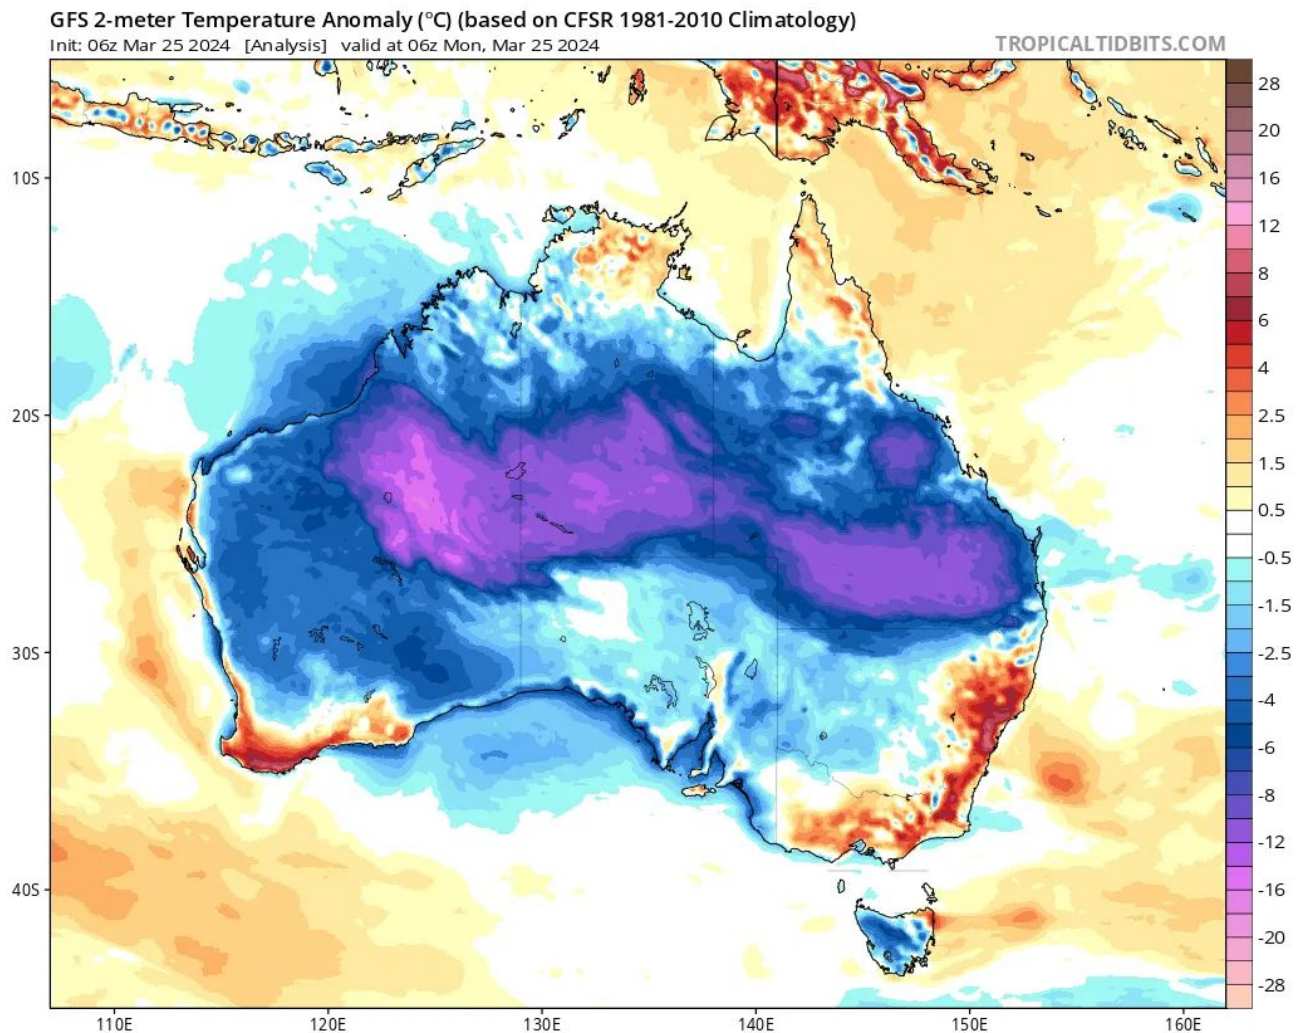 GFS 2-meter Temperature Anomaly (°C) (based on CFSR 1981-2010 Climatology)
Init: 06z Mar 25 2024 [Analysis] valid at 06z Mon, Mar 25 2024
TROPICALTIDBITS.COM
10S
20S
30S
40S
110E
120E
130E
140E
150E
160E
28
20
16
12
8
6
4
2.5
1.5
0.5
-0.5
-1.5
-2.5
-4
-6
-8
-12
-16
-20
-28